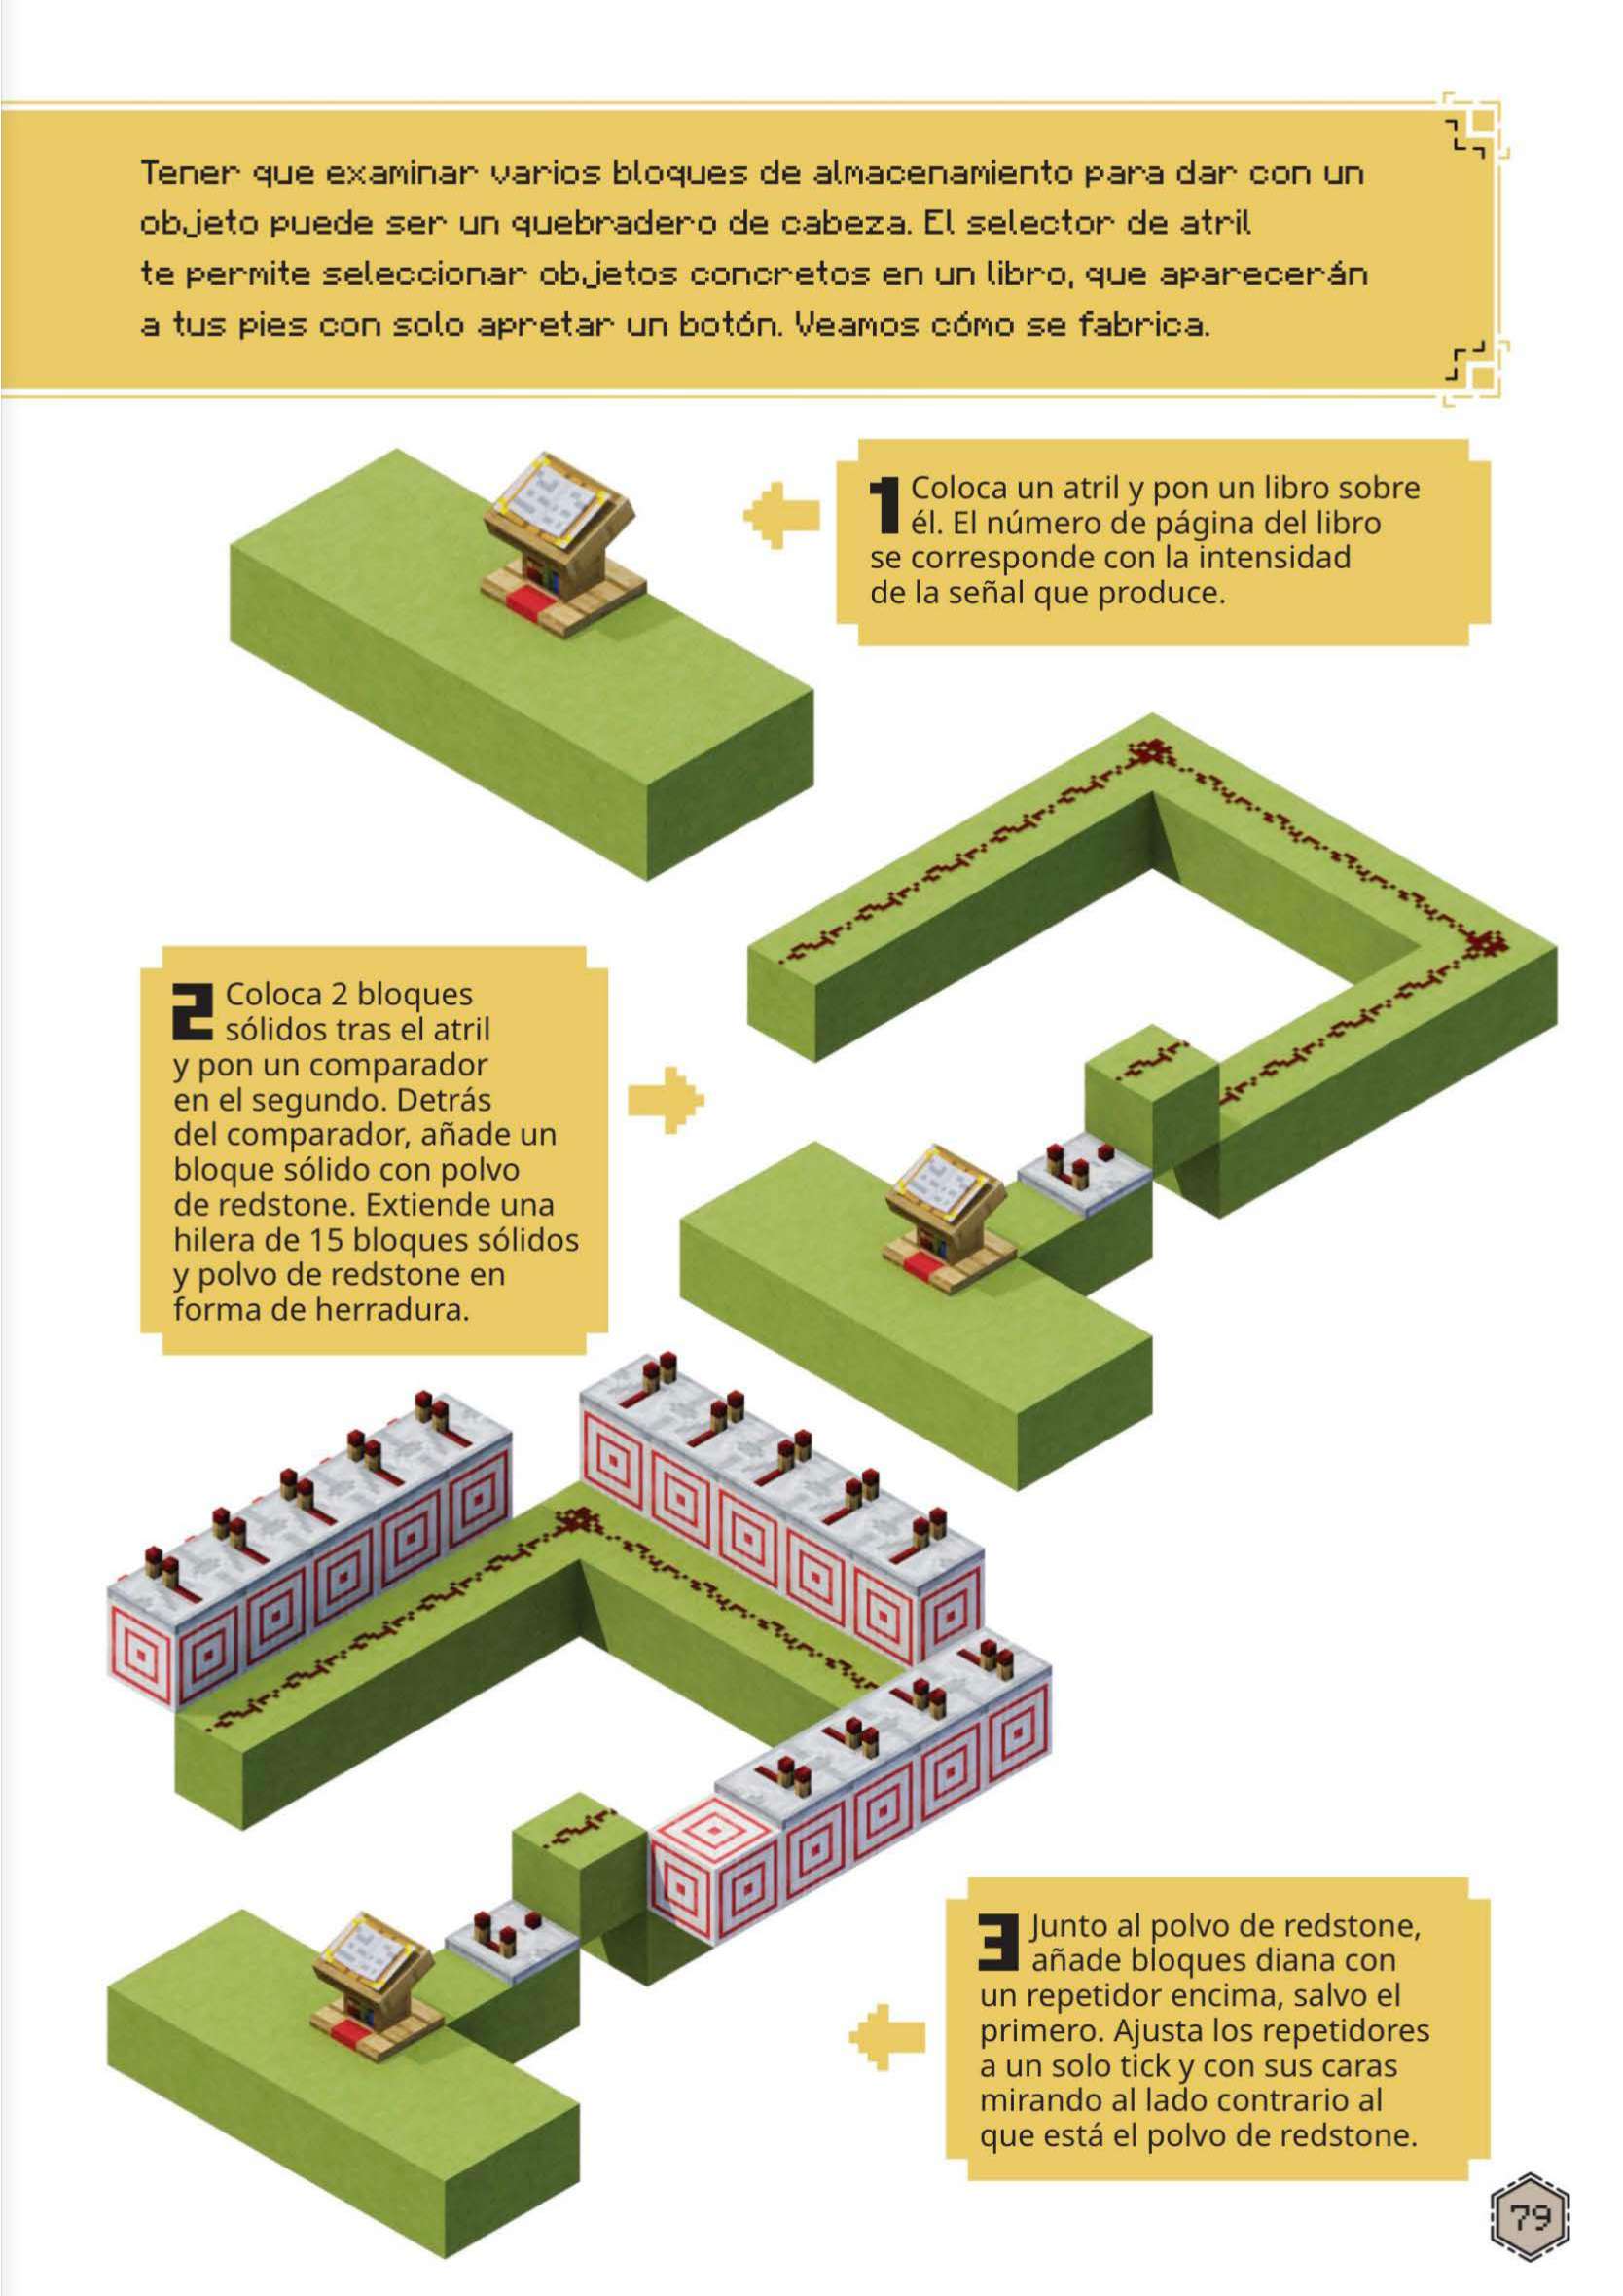 Tener que examinar varios bloques de almacenamiento para dar con un
objeto puede ser un quebradero de cabeza. El selector de atril
te permite seleccionar objetos concretos en un libro, que aparecerán
a tus pies con solo apretar un botón. Veamos cómo se fabrica.
1 Coloca un atril y pon un libro sobre
él. El número de página del libro
se corresponde con la intensidad
de la señal que produce.
2 Coloca 2 bloques
sólidos tras el atril
y pon un comparador
en el segundo. Detrás
del comparador, añade un
bloque sólido con polvo
de redstone. Extiende una
hilera de 15 bloques sólidos
y polvo de redstone en
forma de herradura.
3 Junto al polvo de redstone,
añade bloques diana con
un repetidor encima, salvo el
primero. Ajusta los repetidores
a un solo tick y con sus caras
mirando al lado contrario al
que está el polvo de redstone.
79